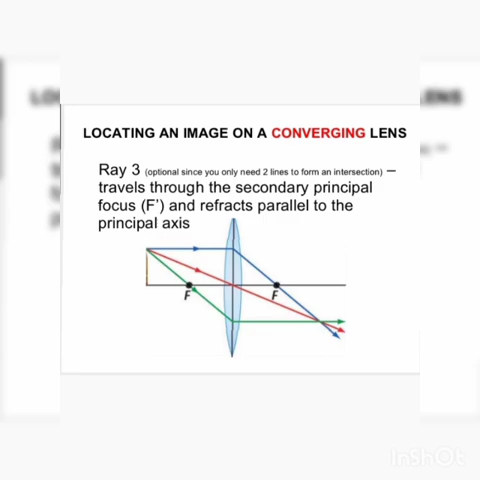 LOCATING AN IMAGE ON A CONVERGING LENS
Ray 3 (optional since you only need 2 lines to form an intersection) –
travels through the secondary principal
focus (F') and refracts parallel to the
principal axis
F
F
InShOt